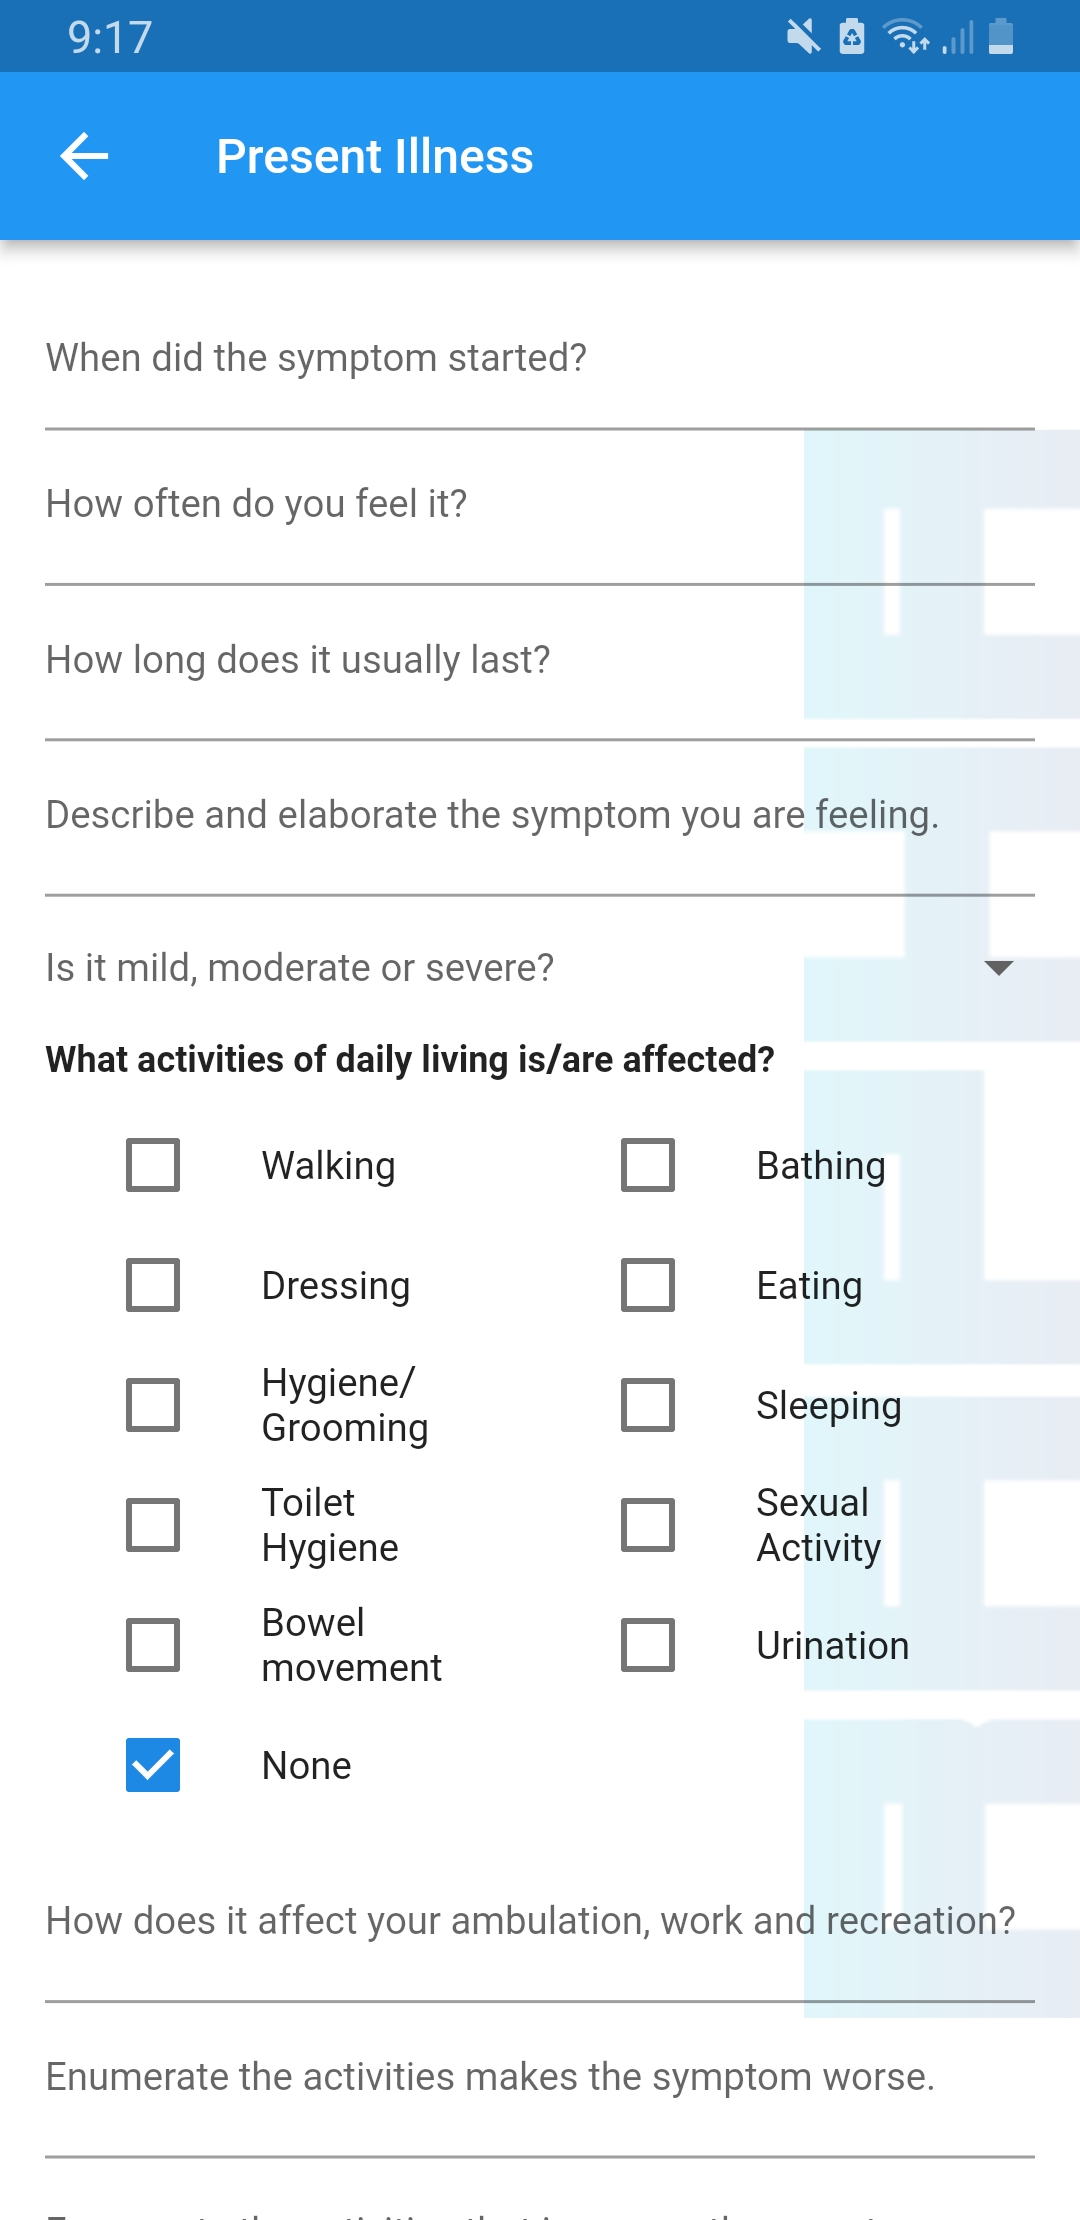 9:17
Present Illness
When did the symptom started?
How often do you feel it?
How long does it usually last?
Describe and elaborate the symptom you are feeling.
Is it mild, moderate or severe?
What activities of daily living is/are affected?
Walking
Bathing
Dressing
Eating
Hygiene/
Grooming
Sleeping
Toilet
Hygiene
Sexual
Activity
Bowel
movement
Urination
None
How does it affect your ambulation, work and recreation?
Enumerate the activities makes the symptom worse.